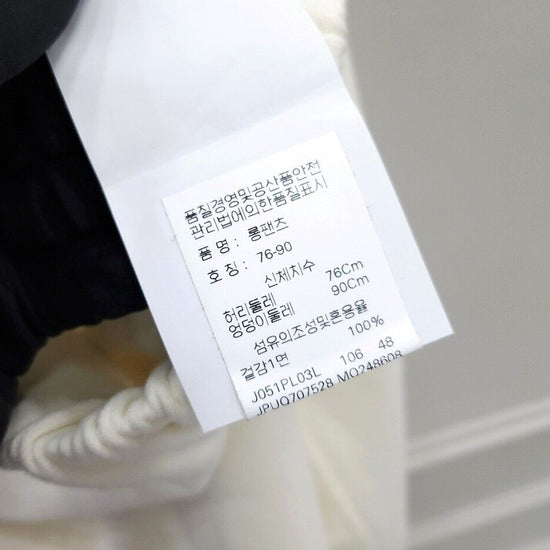 품질경영및공산품안전
관리법에의한품질표시
품 명 : 롱팬츠
호 칭 : 76-90
신체치수
허리둘레 76Cm
엉덩이둘레 90Cm
섬유의조성및혼용율
겉감1면 100%
J051PL03L 106 48
JPUQ707528 MQ248608